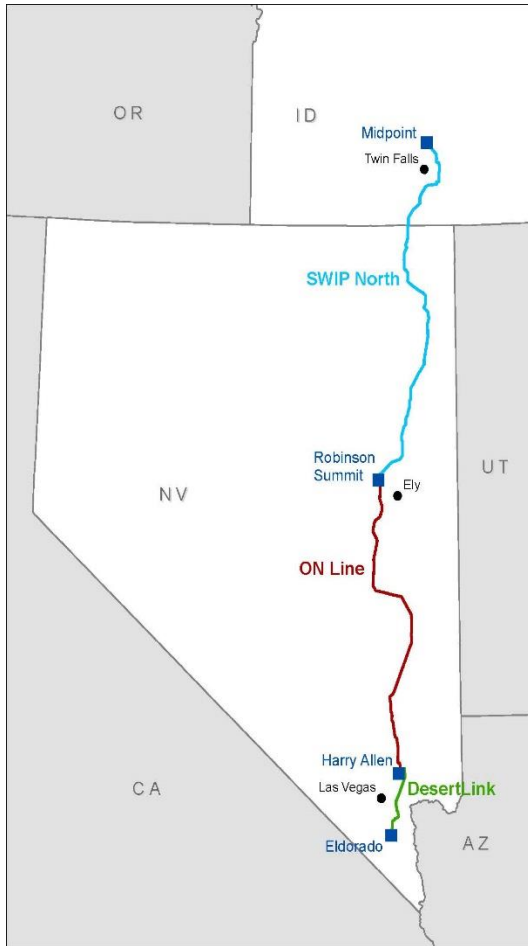 OR
ID
Midpoint
Twin Falls
SWIP North
Robinson
Summit
UT
Ely
NV
ON Line
Harry Allen
DesertLink
CA
Las Vegas
Eldorado
AZ